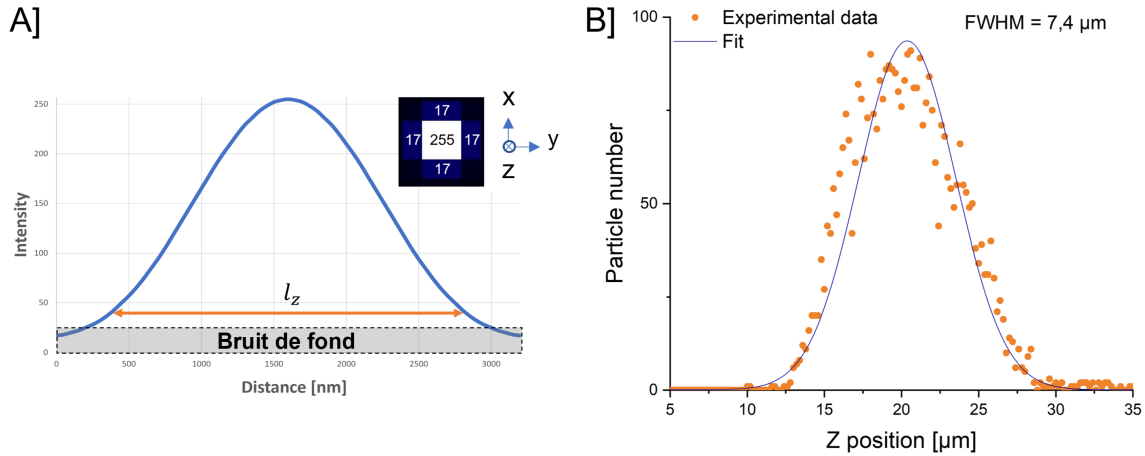 A]
250
200
150
100
50
0
Intensity
0 500 1000 1500 2000 2500 3000
Distance [nm]
l_z
Bruit de fond
17
17 255 17
17
X
y
Z
B]
Experimental data
Fit
FWHM = 7,4 µm
100
50
0
Particle number
5 10 15 20 25 30 35
Z position [µm]